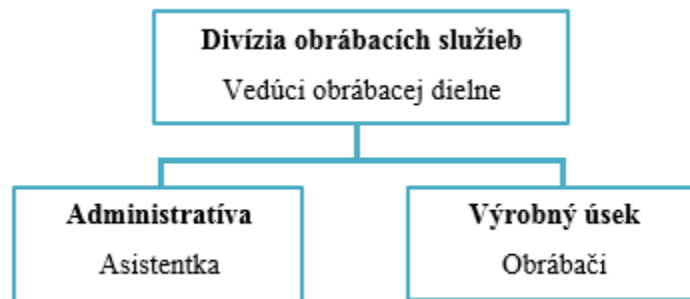 Divízia obrábacích služieb
Vedúci obrábacej dielne
Administratíva
Asistentka
Výrobný úsek
Obrábači